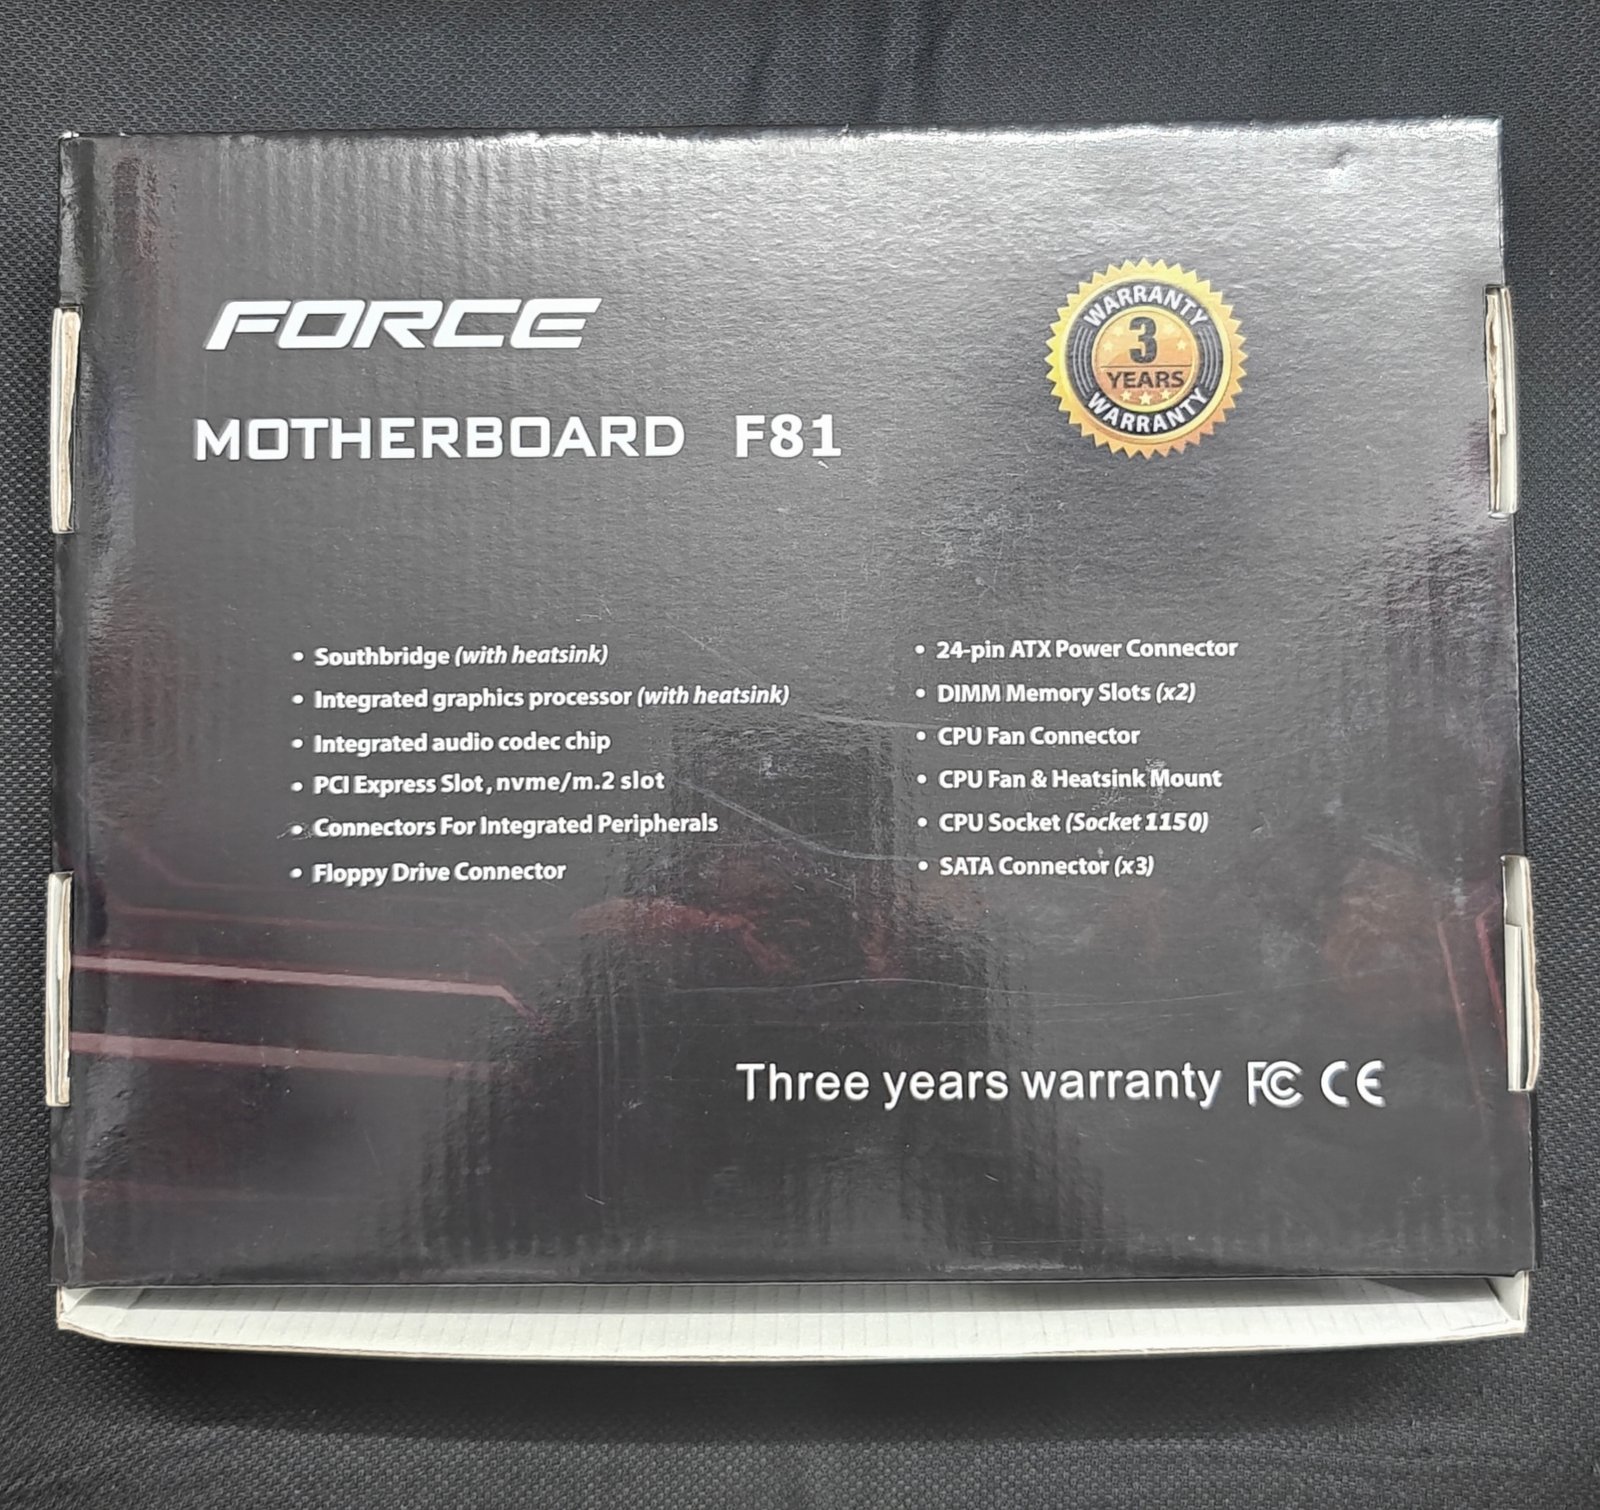 FORCE
MOTHERBOARD F81
WARRANTY
3
YEARS
WARRANTY
• Southbridge (with heatsink)
• Integrated graphics processor (with heatsink)
• Integrated audio codec chip
• PCI Express Slot, nvme/m.2 slot
• Connectors For Integrated Peripherals
• Floppy Drive Connector
• 24-pin ATX Power Connector
• DIMM Memory Slots (x2)
• CPU Fan Connector
• CPU Fan & Heatsink Mount
• CPU Socket (Socket 1150)
• SATA Connector (x3)
Three years warranty FC CE